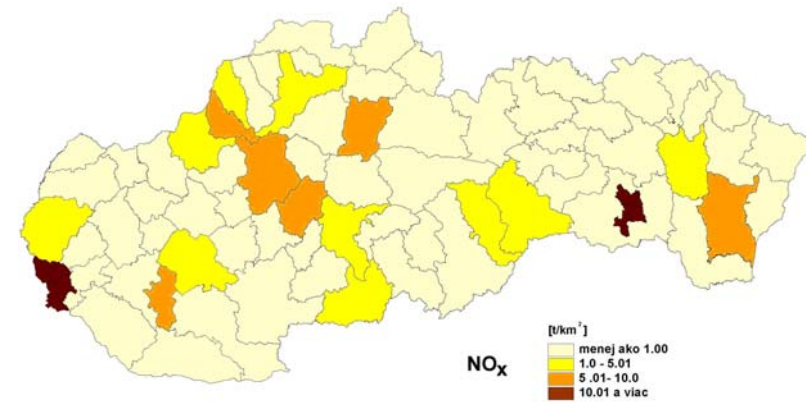 [t/km²]
NOx
menej ako 1.00
1.0 - 5.01
5 .01- 10.0
10.01 a viac